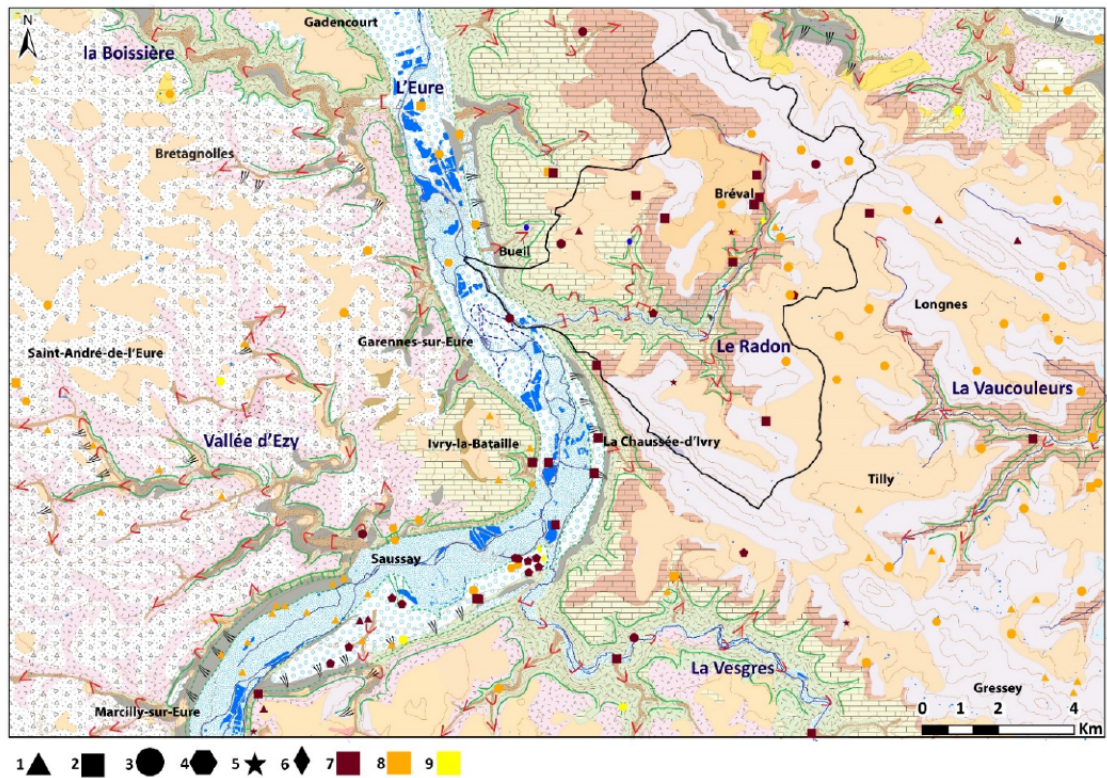 Gadencourt
N
la Boissière
L'Eure
Bretagnolles
Bréval
Bueil
Longnes
Garennes-sur-Eure
Saint-André-de-l'Eure
Le Radon
La Vaucouleurs
Vallée d'Ezy
Ivry-la-Bataille
La Chaussée-d'Ivry
Tilly
Saussay
La Vesgres
Gressey
Marcilly-sur-Eure
0 1 2 4
Km
1 2 3 4 5 6 7 8 9